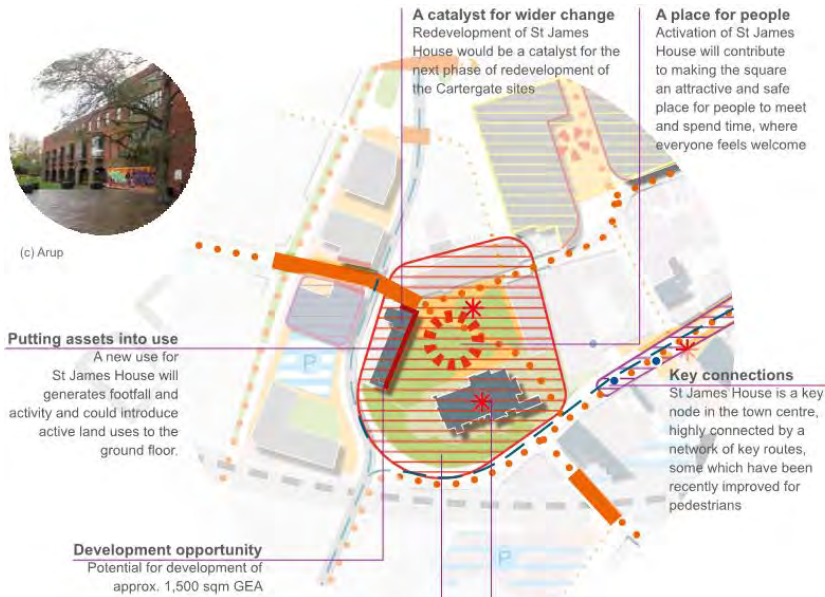 A catalyst for wider change
Redevelopment of St James
House would be a catalyst for the
next phase of redevelopment of
the Cartergate sites
A place for people
Activation of St James
House will contribute
to making the square
an attractive and safe
place for people to meet
and spend time, where
everyone feels welcome
(c) Arup
Putting assets into use
A new use for
St James House will
generates footfall and
activity and could introduce
active land uses to the
ground floor.
P
Key connections
St James House is a key
node in the town centre,
highly connected by a
network of key routes,
some which have been
recently improved for
pedestrians
Development opportunity
Potential for development of
approx. 1,500 sqm GEA
P